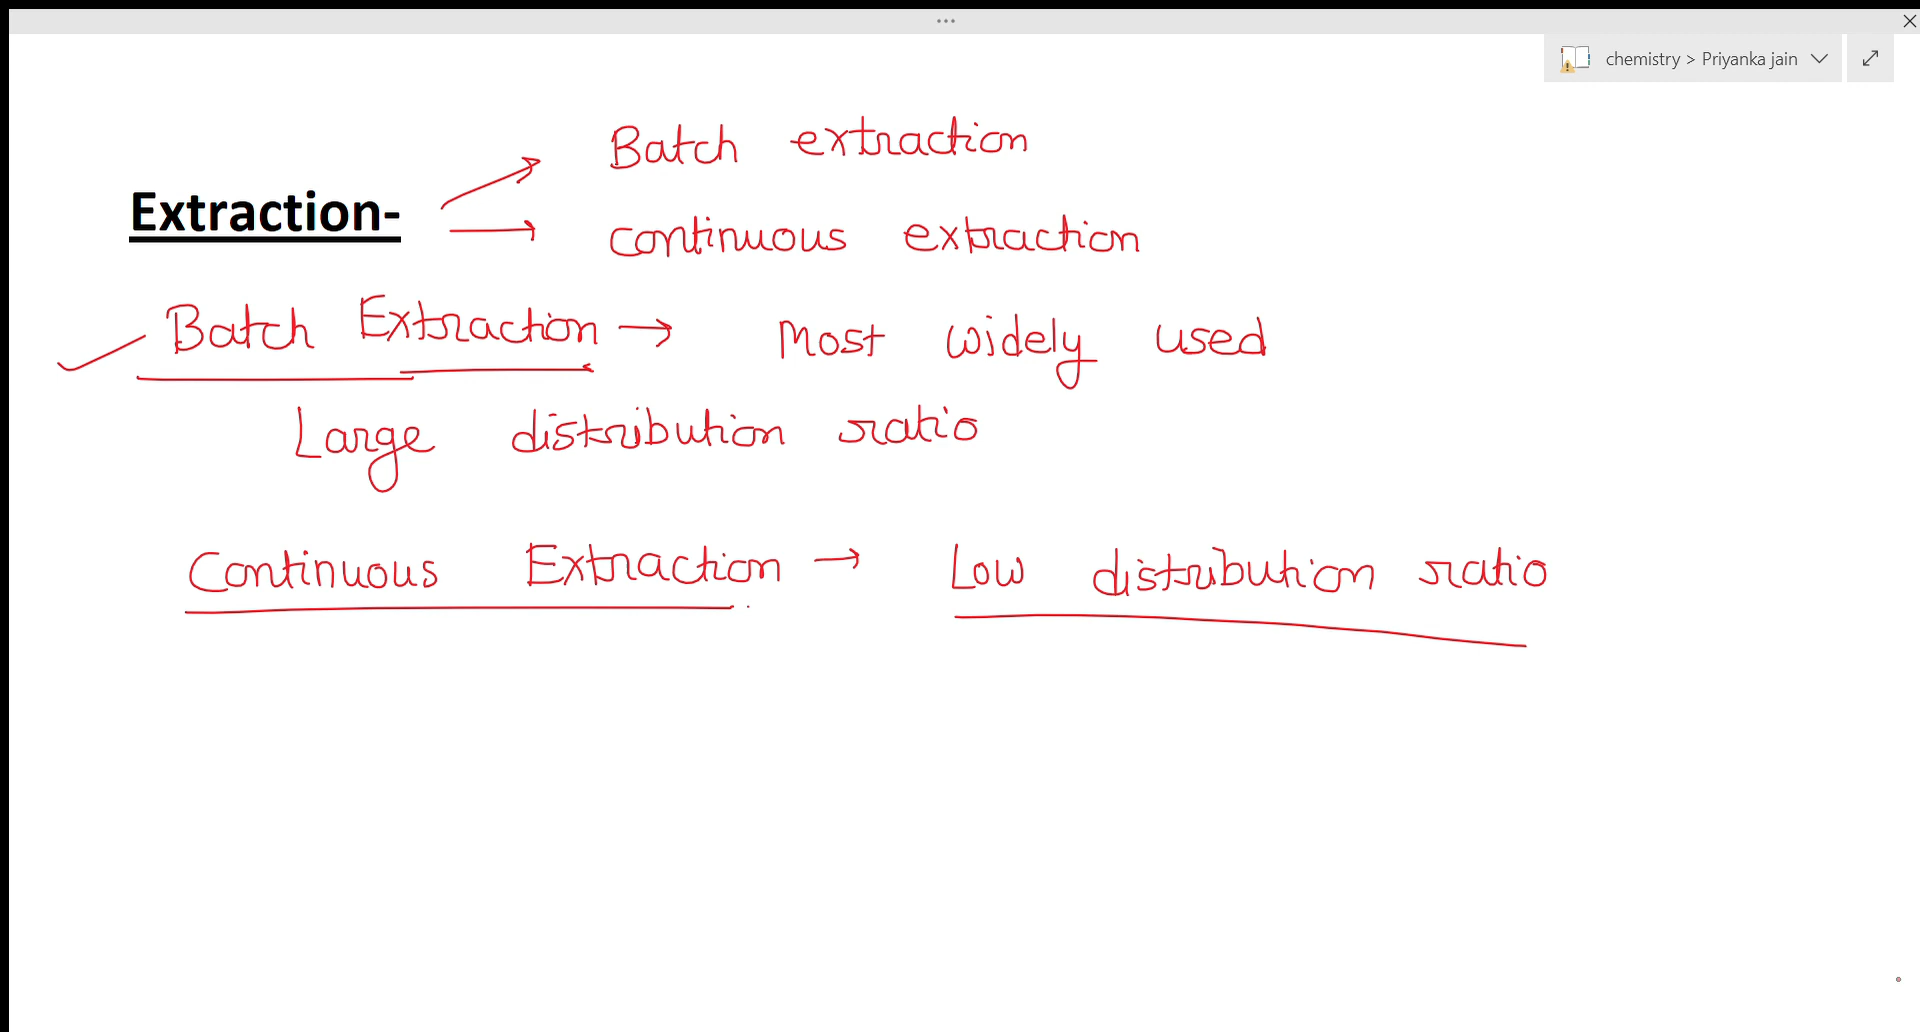 chemistry > Priyanka jain
Batch extraction
Extraction-
continuous extraction
Batch Extraction → Most widely used
Large distribution ratio
Continuous Extraction → Low distribution ratio